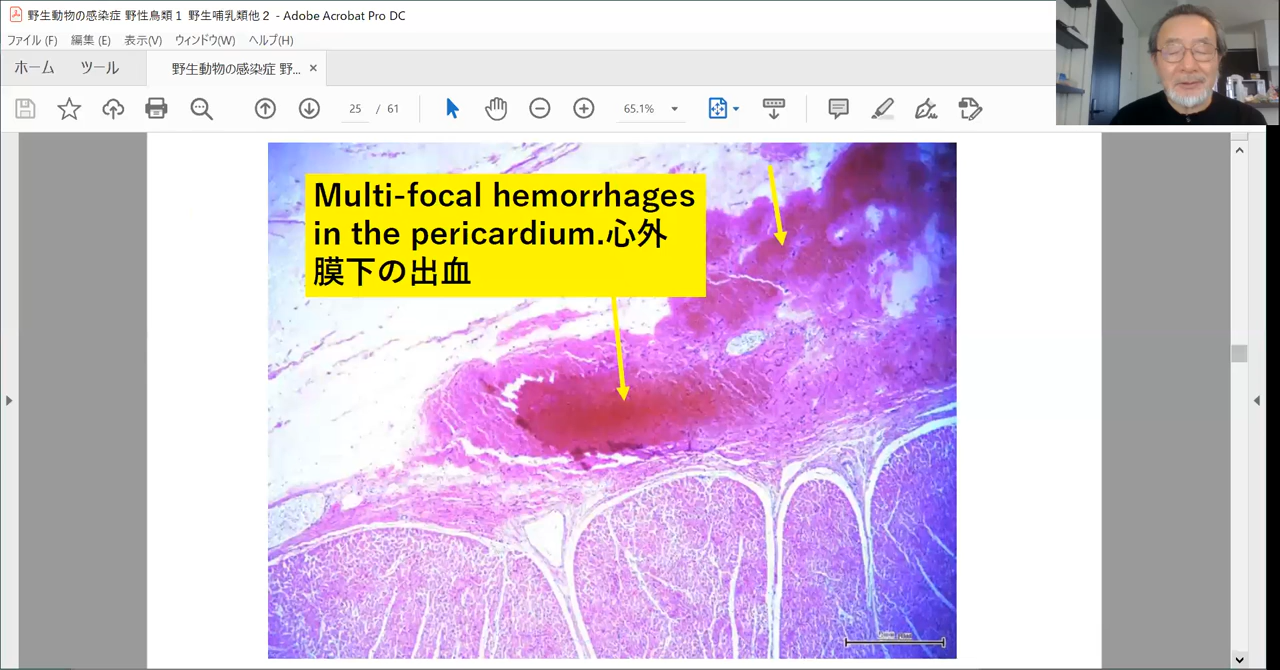 野生動物の感染症 野性鳥類１ 野生哺乳類他２ - Adobe Acrobat Pro DC
ファイル (F) 編集 (E) 表示(V) ウィンドウ(W) ヘルプ(H)
ホーム ツール 野生動物の感染症 野... ×
25 / 61 65.1%
Multi-focal hemorrhages
in the pericardium.心外
膜下の出血